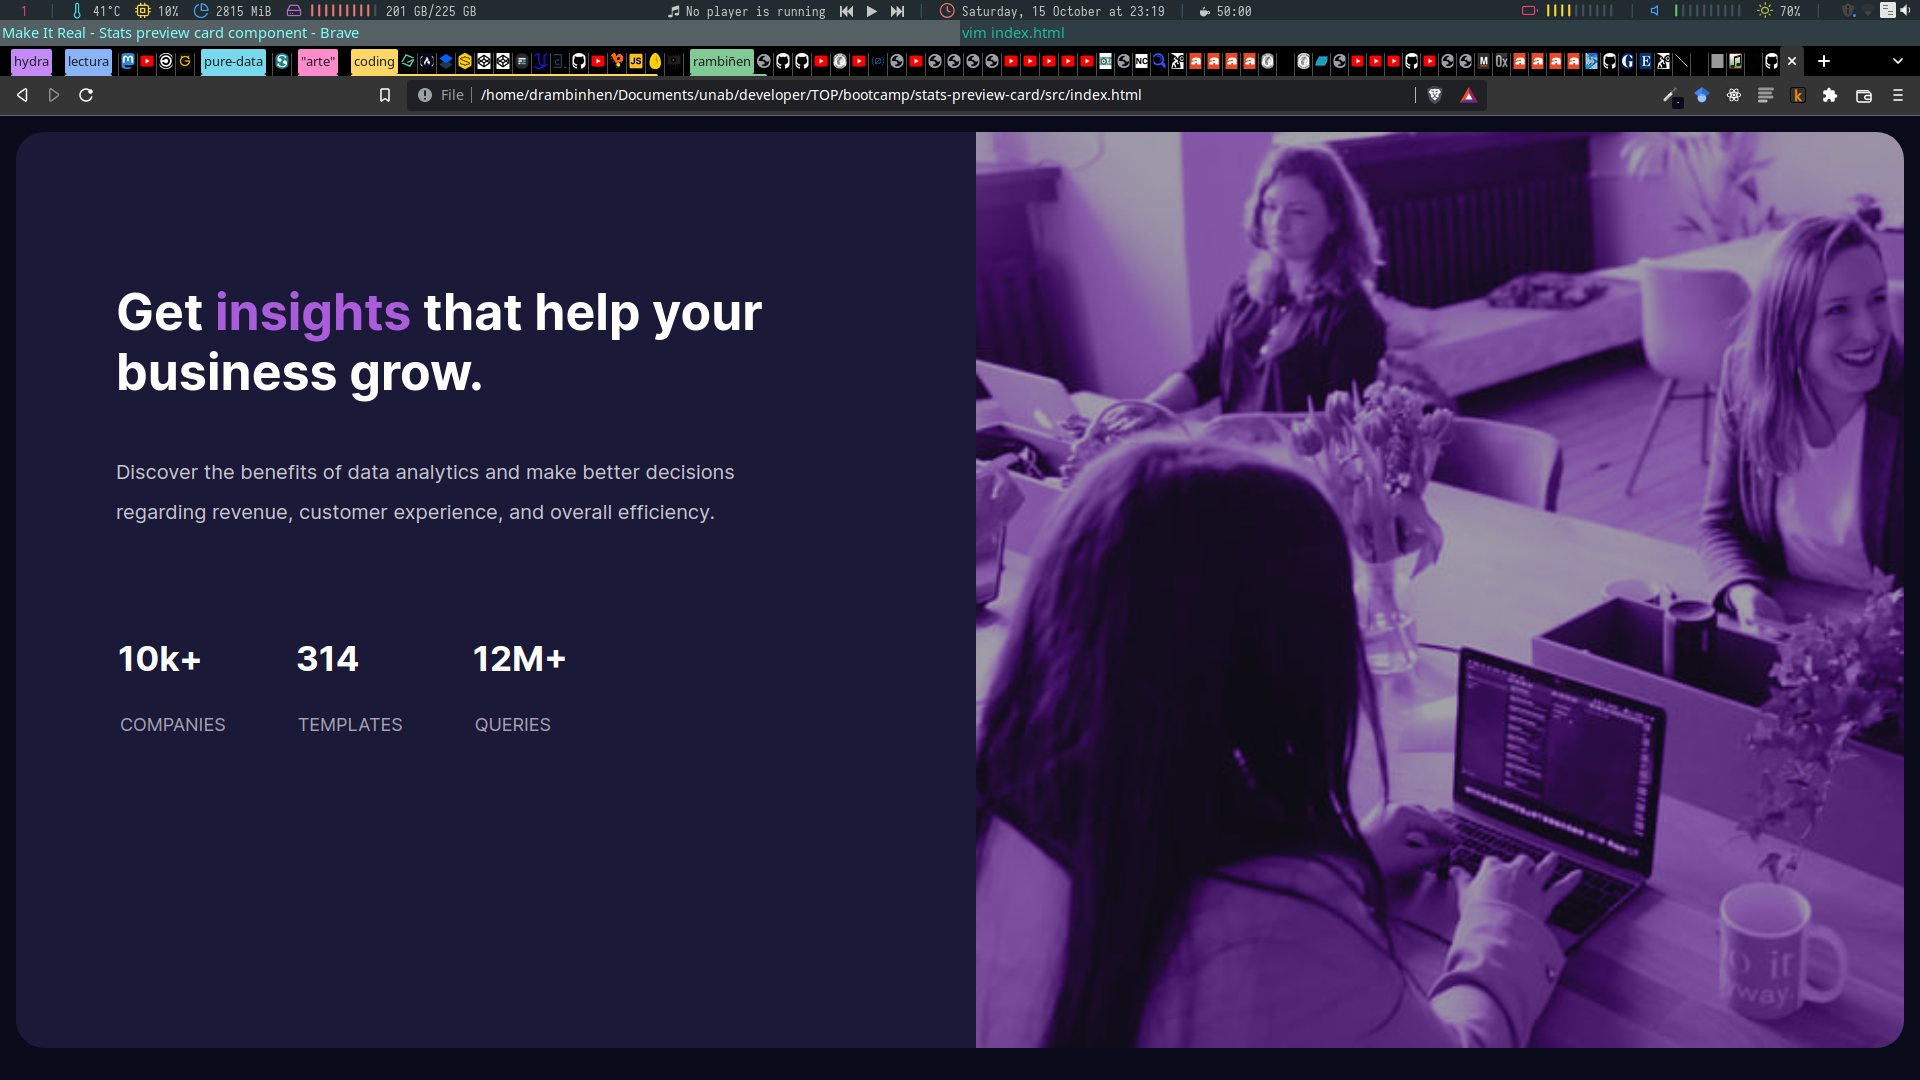 1 41°C 10% 2815 MiB 201 GB/225 GB No player is running Saturday, 15 October at 23:19 50:00 70%
Make It Real - Stats preview card component - Brave vim index.html
hydra lectura pure-data "arte" coding rambiñen
File /home/drambinhen/Documents/unab/developer/TOP/bootcamp/stats-preview-card/src/index.html
Get insights that help your
business grow.
Discover the benefits of data analytics and make better decisions
regarding revenue, customer experience, and overall efficiency.
10k+ 314 12M+
COMPANIES TEMPLATES QUERIES